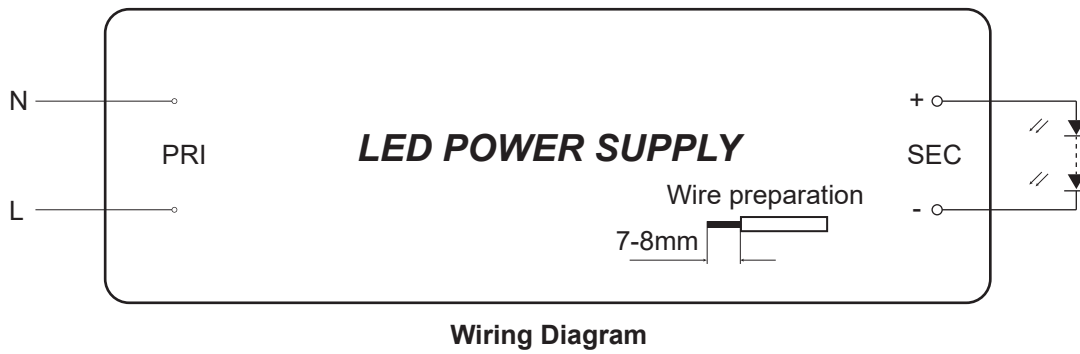 N
L
PRI
LED POWER SUPPLY
+
SEC
-
Wire preparation
7-8mm
Wiring Diagram